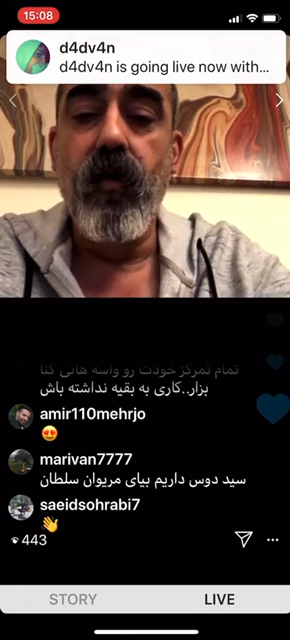 15:08
d4dv4n
d4dv4n is going live now with...
تمام تمرکز خودت رو واسه هانی کنا
بزار..کاری به بقیه نداشته باش
amir110mehrjo
😍
marivan7777
سید دوس داریم بیای مریوان سلطان
saeidsohrabi7
👋
443
STORY
LIVE